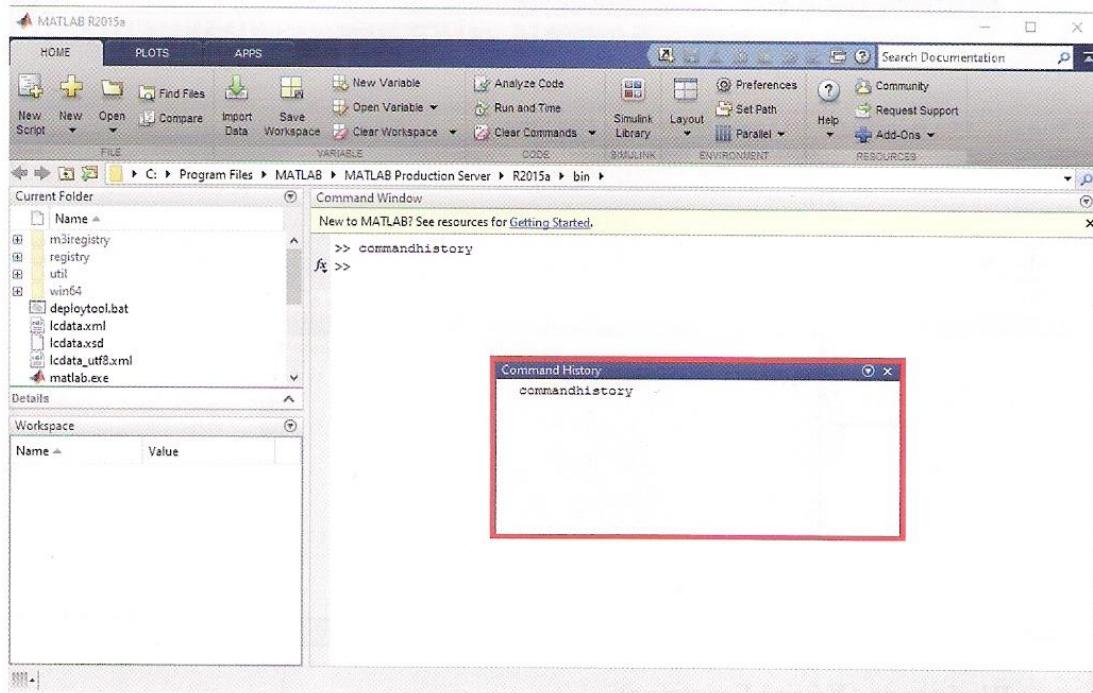 MATLAB R2015a
HOME PLOTS APPS
Search Documentation
New Script
New
Open
Find Files
Compare
Import Data
Save Workspace
New Variable
Open Variable
Clear Workspace
Analyze Code
Run and Time
Clear Commands
Simulink Library
Layout
Preferences
Set Path
Parallel
Help
Community
Request Support
Add-Ons
FILE VARIABLE CODE SIMULINK ENVIRONMENT RESOURCES
C: Program Files MATLAB MATLAB Production Server R2015a bin
Current Folder
Name
m3iregistry
registry
util
win64
deploytool.bat
lcdata.xml
lcdata.xsd
lcdata_utf8.xml
matlab.exe
Details
Workspace
Name Value
Command Window
New to MATLAB? See resources for Getting Started.
>> commandhistory
fx >>
Command History
commandhistory